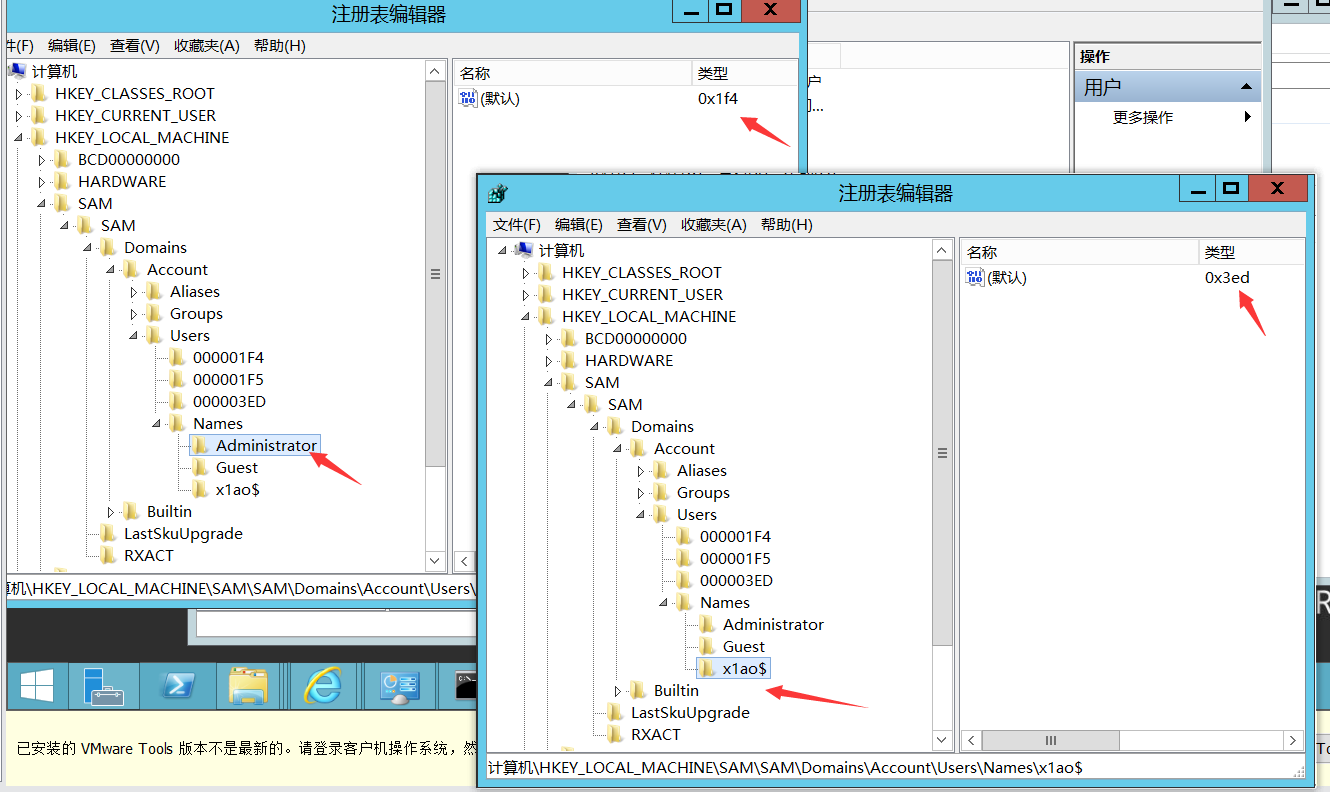 注册表编辑器
件(F) 编辑(E) 查看(V) 收藏夹(A) 帮助(H)
计算机
HKEY_CLASSES_ROOT
HKEY_CURRENT_USER
HKEY_LOCAL_MACHINE
BCD00000000
HARDWARE
SAM
SAM
Domains
Account
Aliases
Groups
Users
000001F4
000001F5
000003ED
Names
Administrator
Guest
x1ao$
Builtin
LastSkuUpgrade
RXACT
名称 类型
(默认) 0x1f4
机\HKEY_LOCAL_MACHINE\SAM\SAM\Domains\Account\Users\
操作
用户
更多操作
注册表编辑器
文件(F) 编辑(E) 查看(V) 收藏夹(A) 帮助(H)
计算机
HKEY_CLASSES_ROOT
HKEY_CURRENT_USER
HKEY_LOCAL_MACHINE
BCD00000000
HARDWARE
SAM
SAM
Domains
Account
Aliases
Groups
Users
000001F4
000001F5
000003ED
Names
Administrator
Guest
x1ao$
Builtin
LastSkuUpgrade
RXACT
名称 类型
(默认) 0x3ed
计算机\HKEY_LOCAL_MACHINE\SAM\SAM\Domains\Account\Users\Names\x1ao$
已安装的 VMware Tools 版本不是最新的。请登录客户机操作系统，然